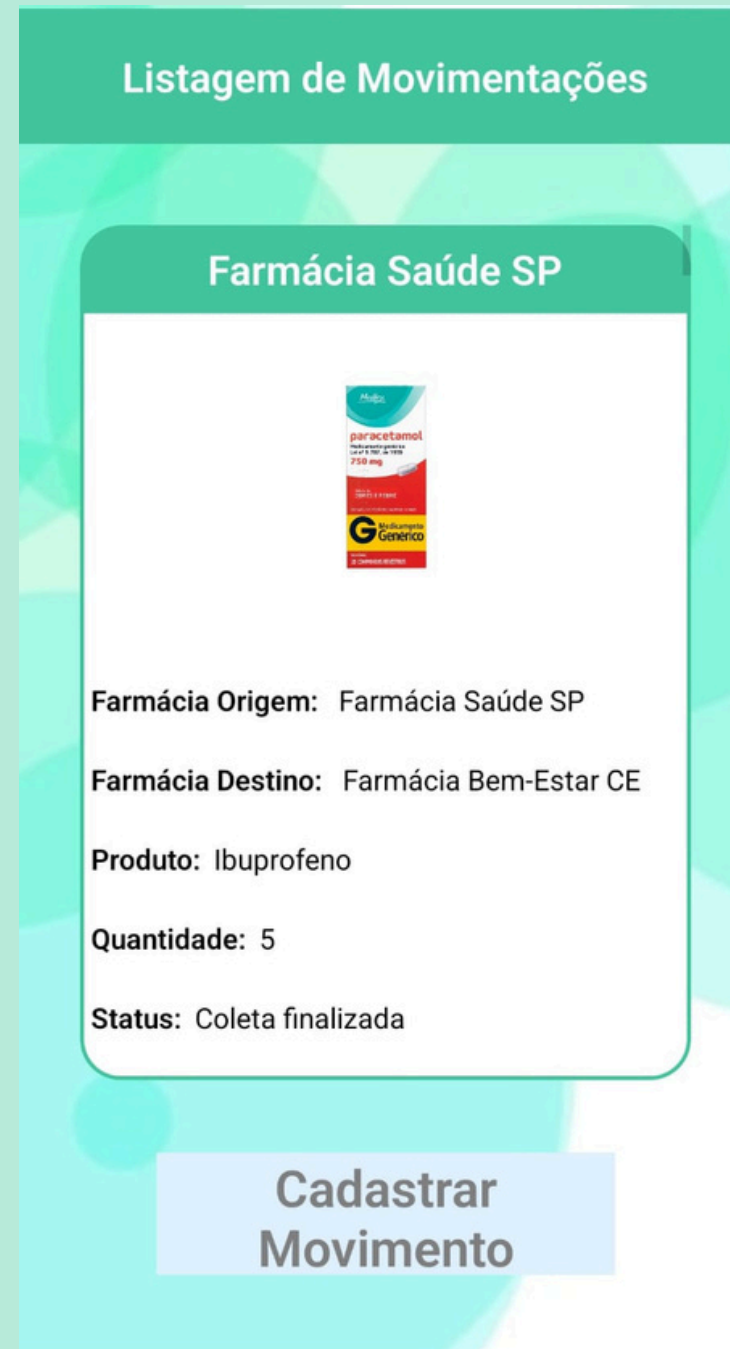 Listagem de Movimentações
Farmácia Saúde SP
paracetamol
750 mg
G Medicamento
Genérico
Farmácia Origem: Farmácia Saúde SP
Farmácia Destino: Farmácia Bem-Estar CE
Produto: Ibuprofeno
Quantidade: 5
Status: Coleta finalizada
Cadastrar
Movimento